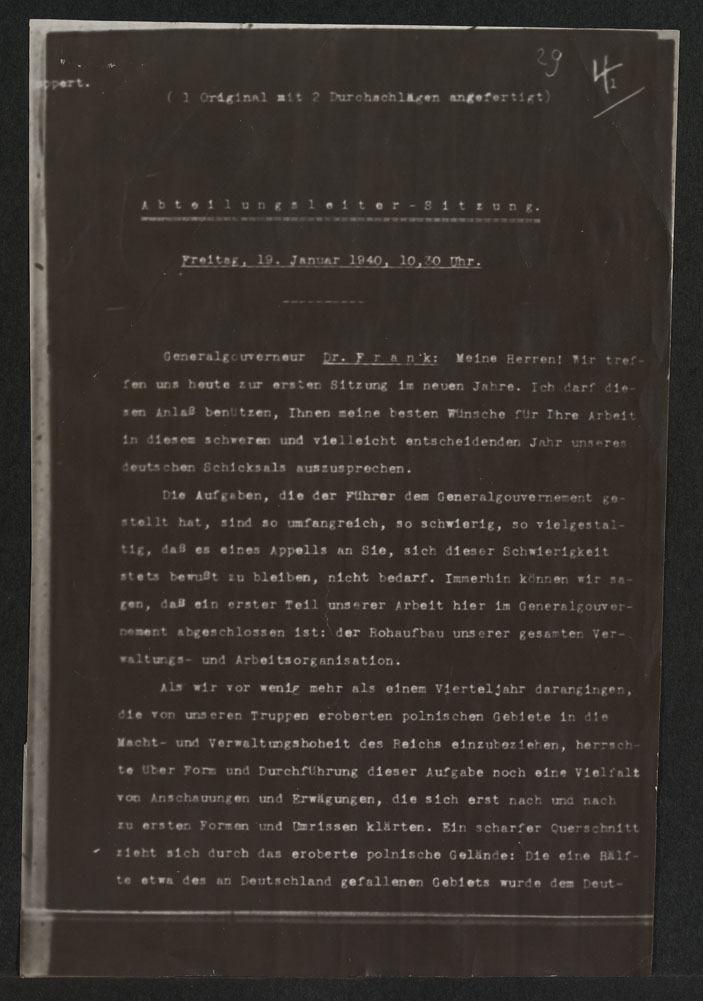 29 4/2
ppert.
( 1 Original mit 2 Durchschlägen angefertigt)
Abteilungsleiter-Sitzung.
Freitag, 19. Januar 1940, 10,30 Uhr.
Generalgouverneur Dr. Frank: Meine Herren! Wir tref-
fen uns heute zur ersten Sitzung im neuen Jahre. Ich darf die-
sen Anlaß benützen, Ihnen meine besten Wünsche für Ihre Arbeit
in diesem schweren und vielleicht entscheidenden Jahr unseres
deutschen Schicksals auszusprechen.
Die Aufgaben, die der Führer dem Generalgouvernement ge-
stellt hat, sind so umfangreich, so schwierig, so vielgestal-
tig, daß es eines Appells an Sie, sich dieser Schwierigkeit
stets bewußt zu bleiben, nicht bedarf. Immerhin können wir sa-
gen, daß ein erster Teil unserer Arbeit hier im Generalgouver-
nement abgeschlossen ist: der Rohaufbau unserer gesamten Ver-
waltungs- und Arbeitsorganisation.
Als wir vor wenig mehr als einem Vierteljahr darangingen,
die von unseren Truppen eroberten polnischen Gebiete in die
Macht- und Verwaltungshoheit des Reichs einzubeziehen, herrsch-
te über Form und Durchführung dieser Aufgabe noch eine Vielfalt
von Anschauungen und Erwägungen, die sich erst nach und nach
zu ersten Formen und Umrissen klärten. Ein scharfer Querschnitt
zieht sich durch das eroberte polnische Gelände: Die eine Hälf-
te etwa des an Deutschland gefallenen Gebiets wurde dem Deut-